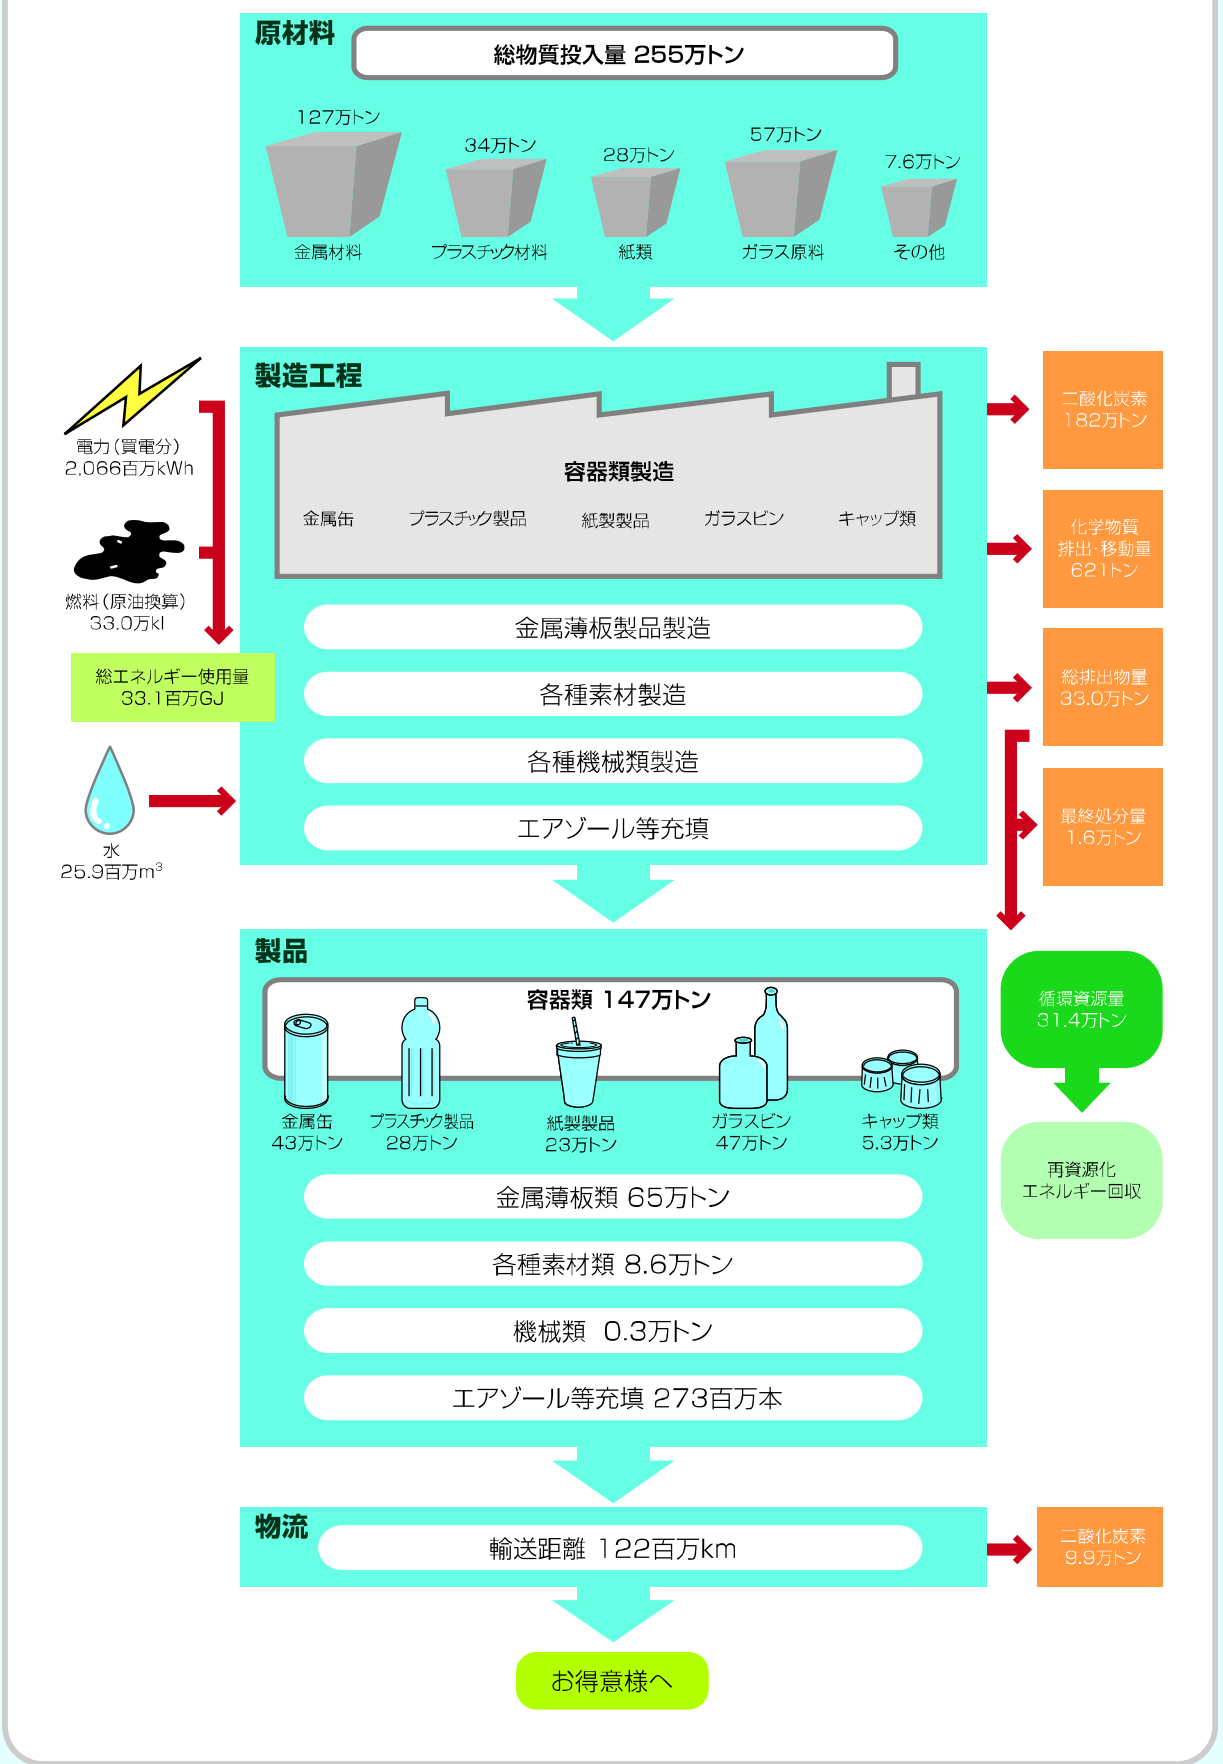 原材料
総物質投入量 255万トン
127万トン
34万トン
28万トン
57万トン
7.6万トン
金属材料
プラスチック材料
紙類
ガラス原料
その他
製造工程
電力（買電分）
2,066百万kWh
燃料（原油換算）
33.0万kl
総エネルギー使用量
33.1百万GJ
水
25.9百万m³
容器類製造
金属缶
プラスチック製品
紙製製品
ガラスビン
キャップ類
金属薄板製品製造
各種素材製造
各種機械類製造
エアゾール等充填
二酸化炭素
182万トン
化学物質
排出・移動量
621トン
総排出物量
33.0万トン
最終処分量
1.6万トン
循環資源量
31.4万トン
再資源化
エネルギー回収
製品
容器類 147万トン
金属缶
43万トン
プラスチック製品
28万トン
紙製製品
23万トン
ガラスビン
47万トン
キャップ類
5.3万トン
金属薄板類 65万トン
各種素材類 8.6万トン
機械類 0.3万トン
エアゾール等充填 273百万本
物流
輸送距離 122百万km
二酸化炭素
9.9万トン
お得意様へ